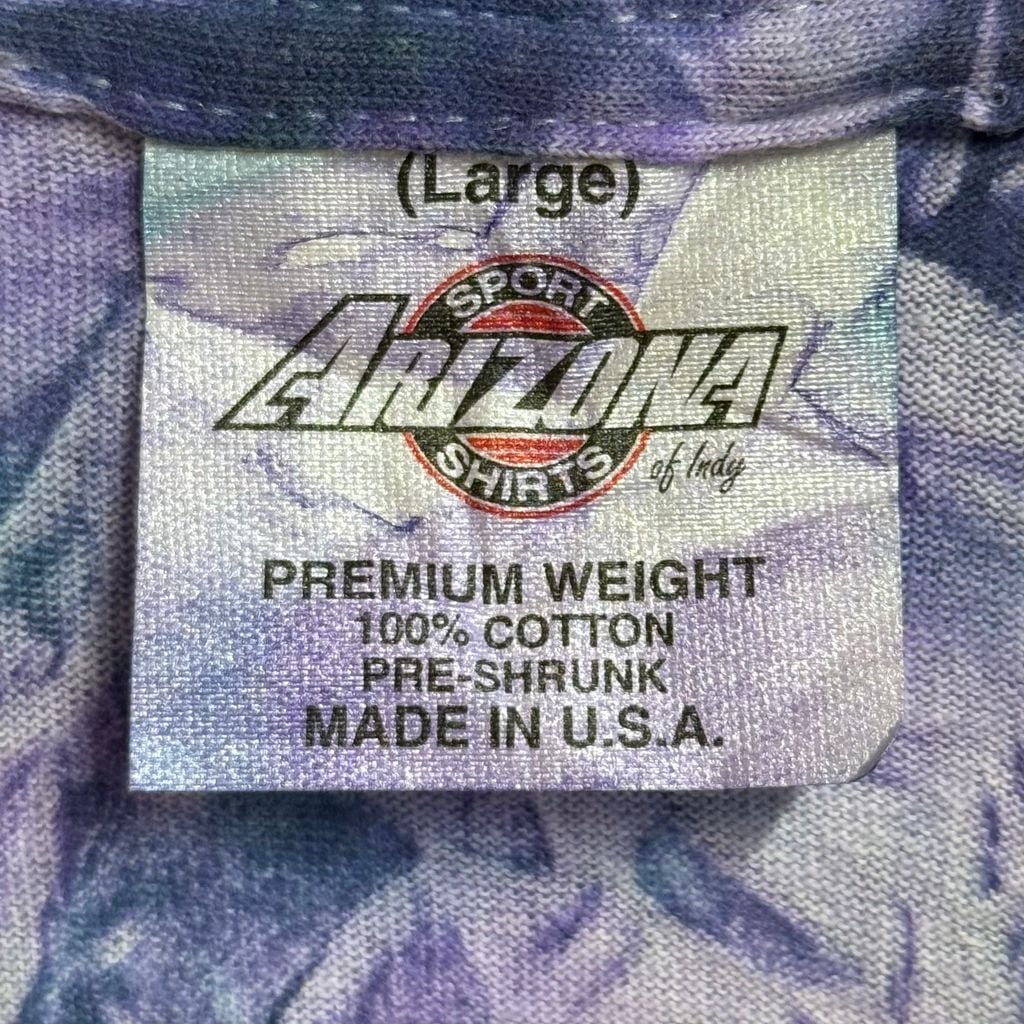 (Large)
SPORT
ARIZONA
SHIRTS
of Indy
PREMIUM WEIGHT
100% COTTON
PRE-SHRUNK
MADE IN U.S.A.